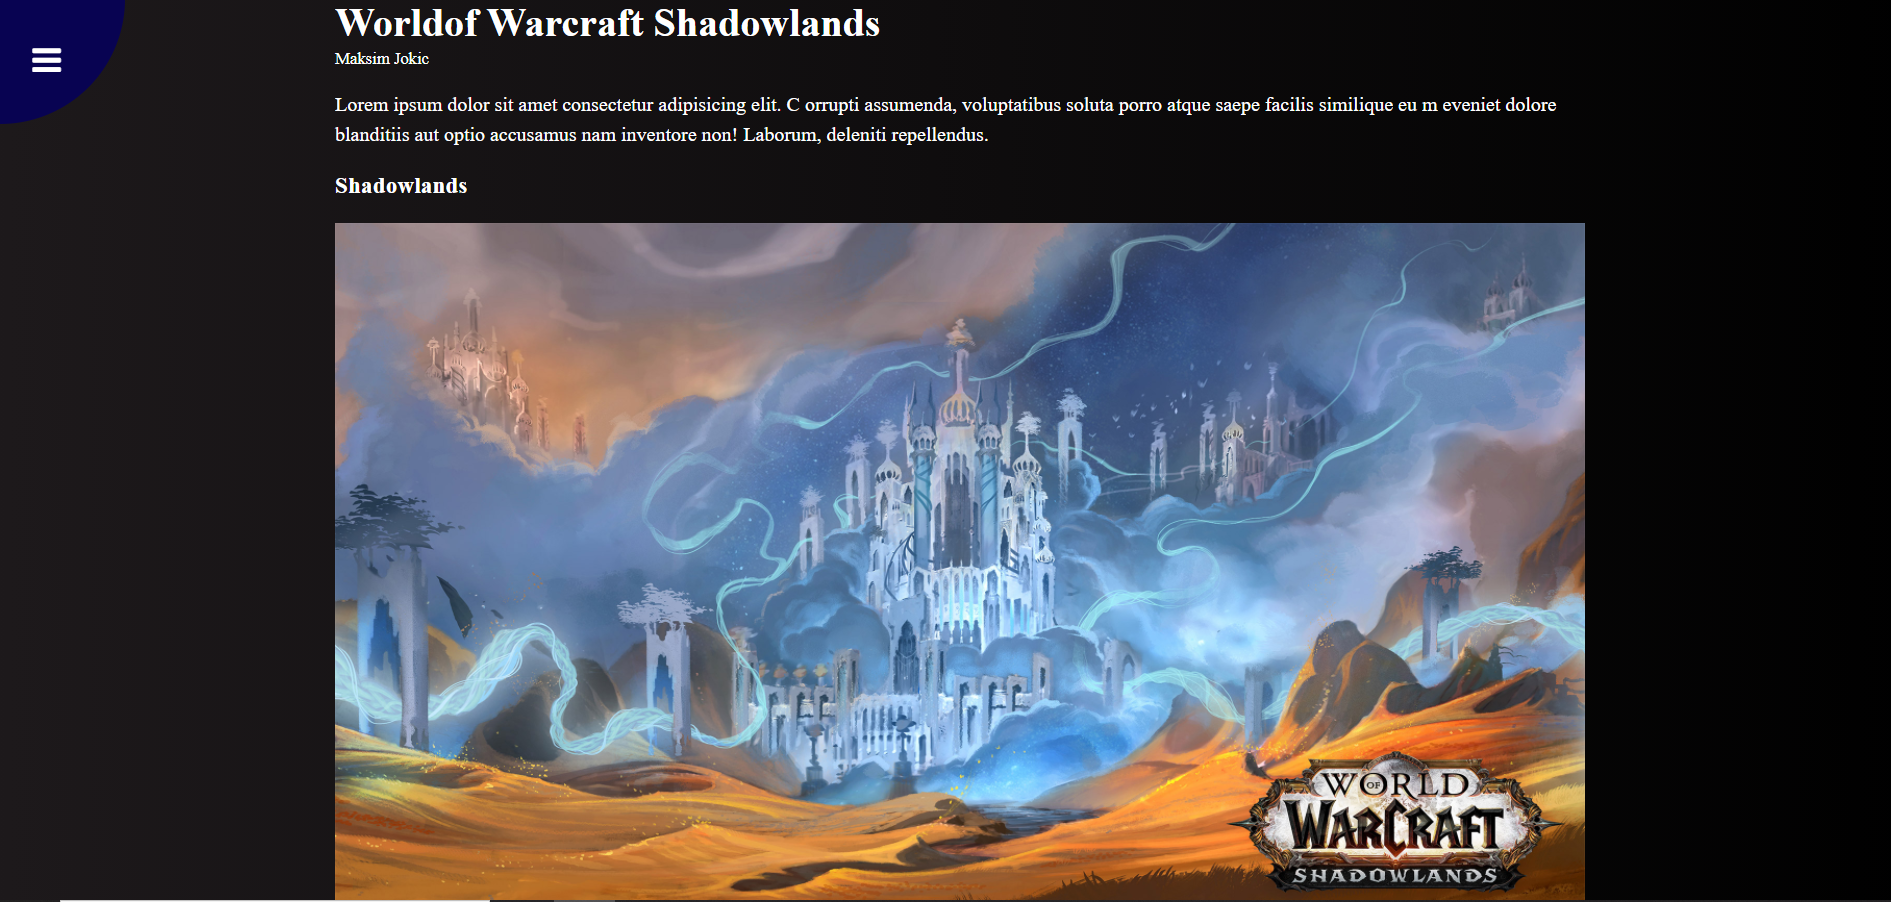 Worldof Warcraft Shadowlands
Maksim Jokic
Lorem ipsum dolor sit amet consectetur adipisicing elit. C orrupti assumenda, voluptatibus soluta porro atque saepe facilis similique eu m eveniet dolore
blanditiis aut optio accusamus nam inventore non! Laborum, deleniti repellendus.
Shadowlands
WORLD
OF
WARCRAFT
SHADOWLANDS